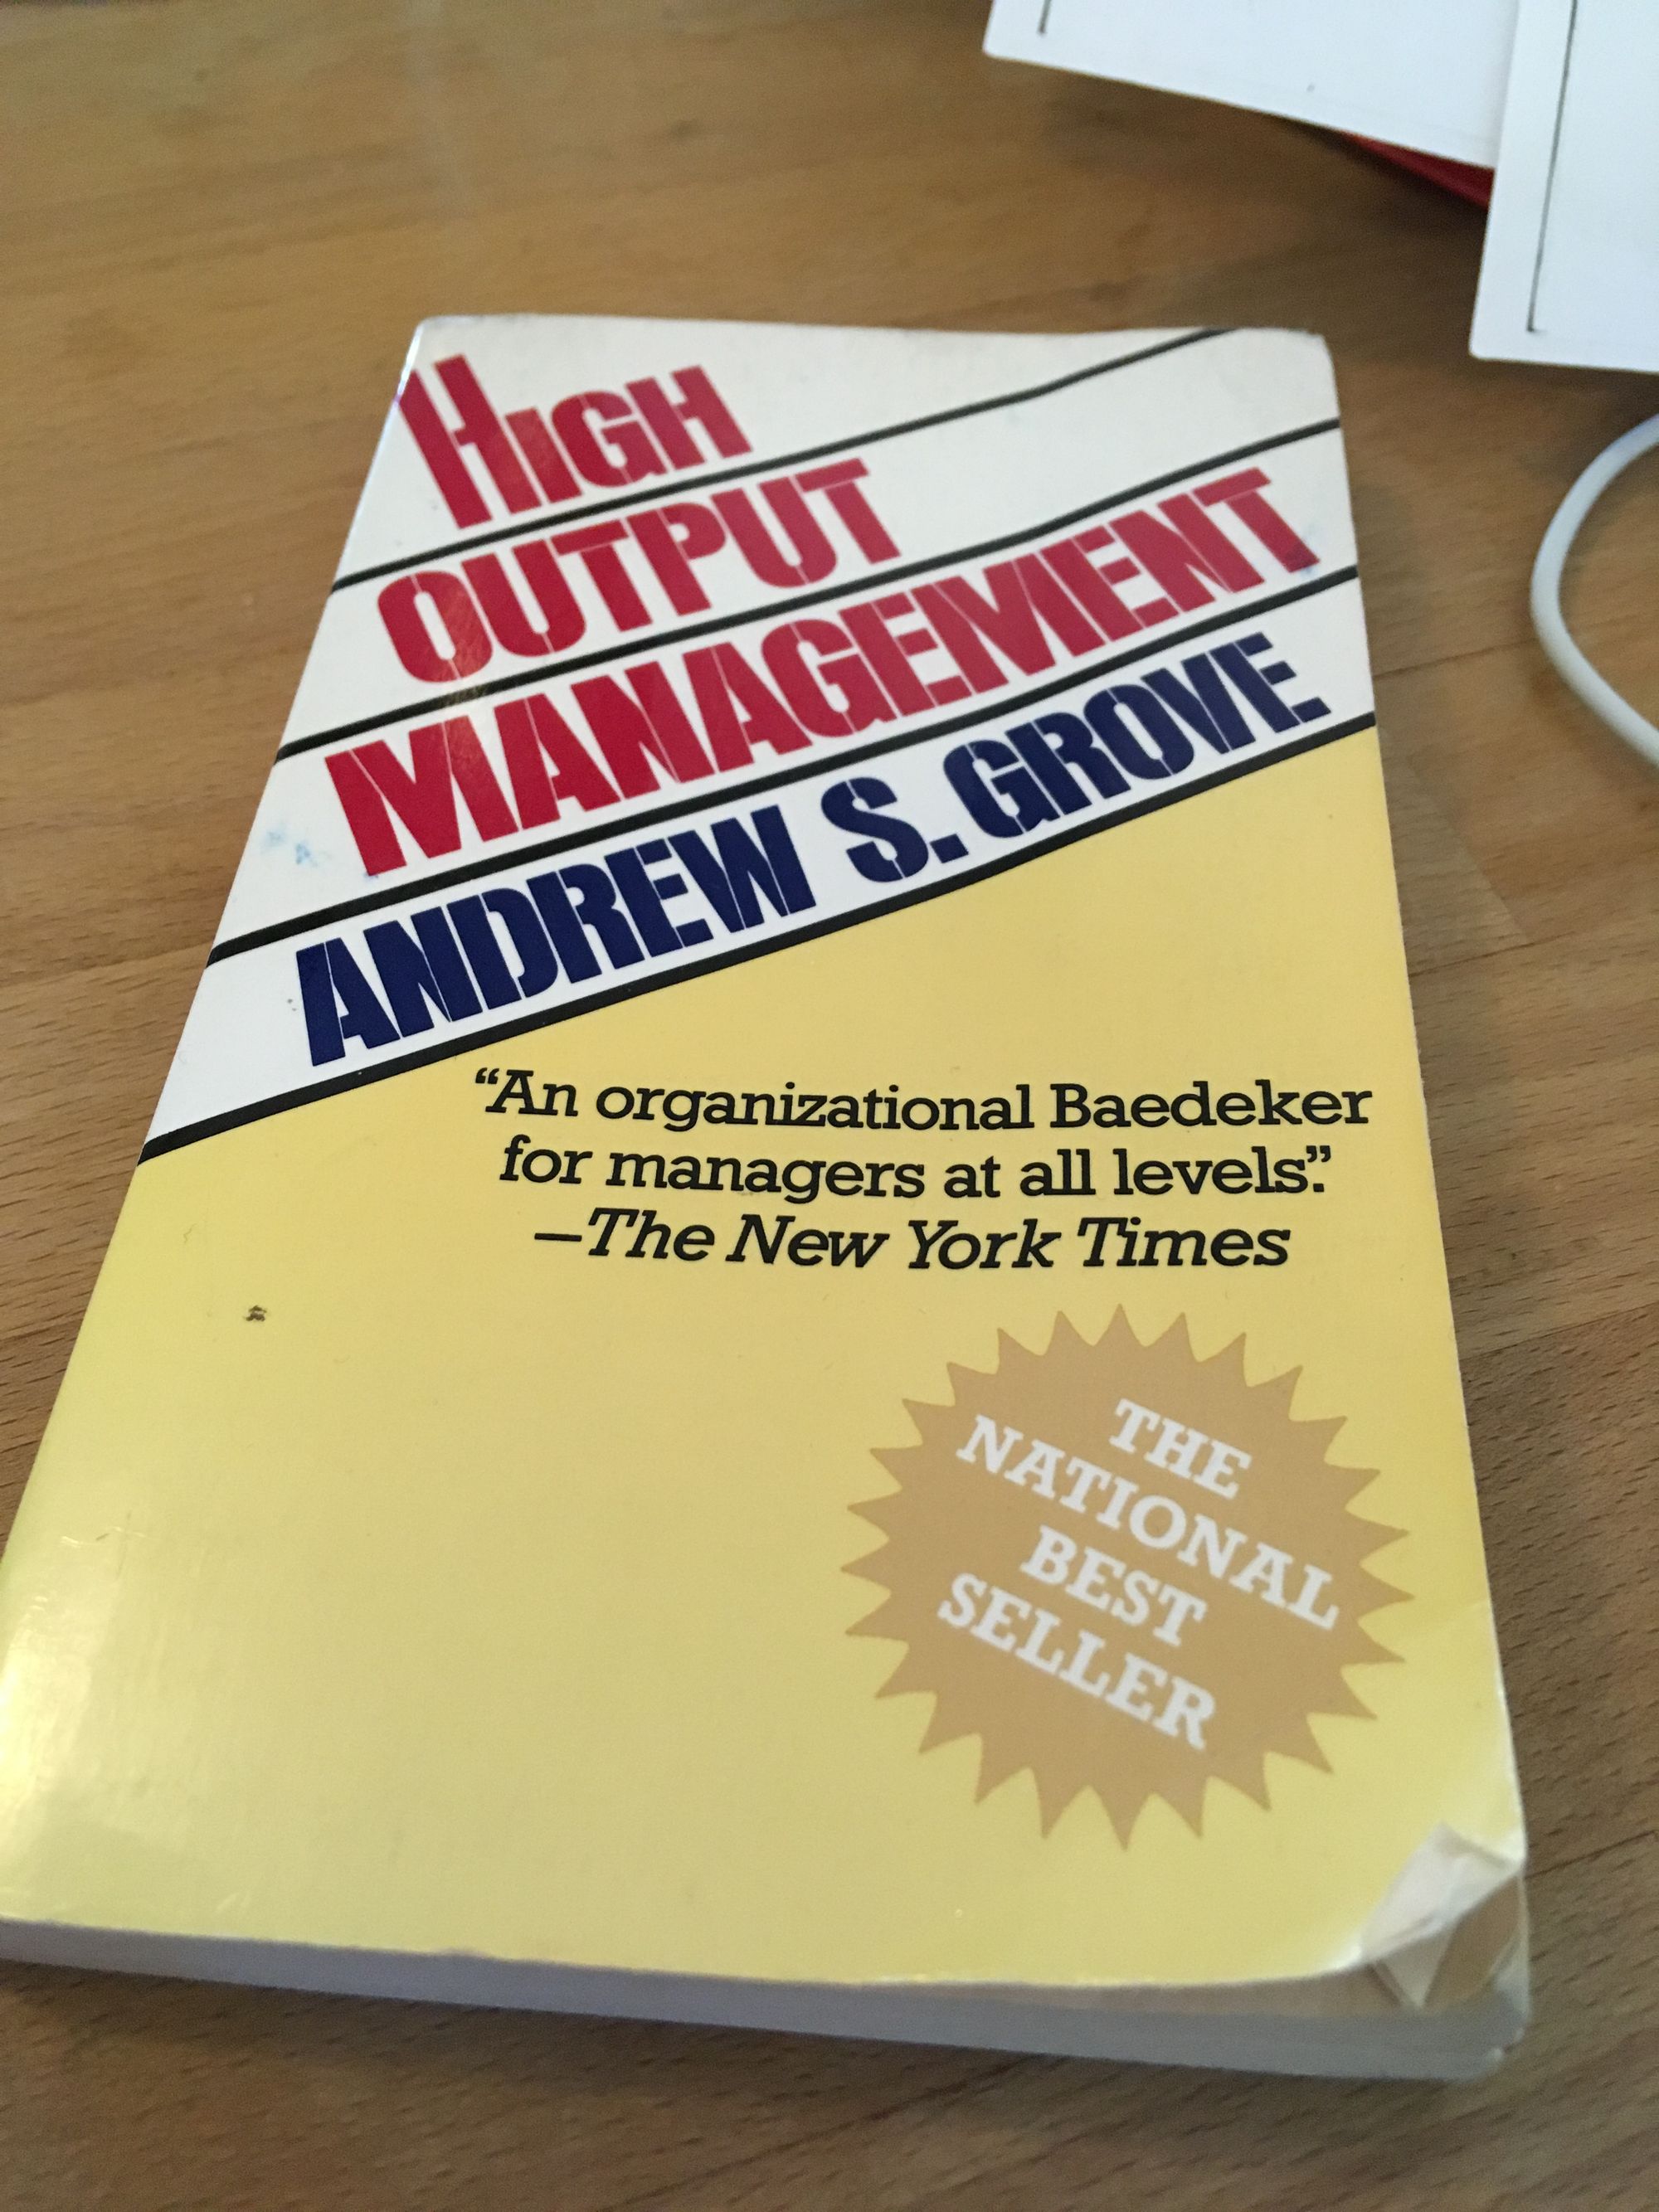 HIGH
OUTPUT
MANAGEMENT
ANDREW S. GROVE
“An organizational Baedeker
for managers at all levels.”
—The New York Times
THE
NATIONAL
BEST
SELLER